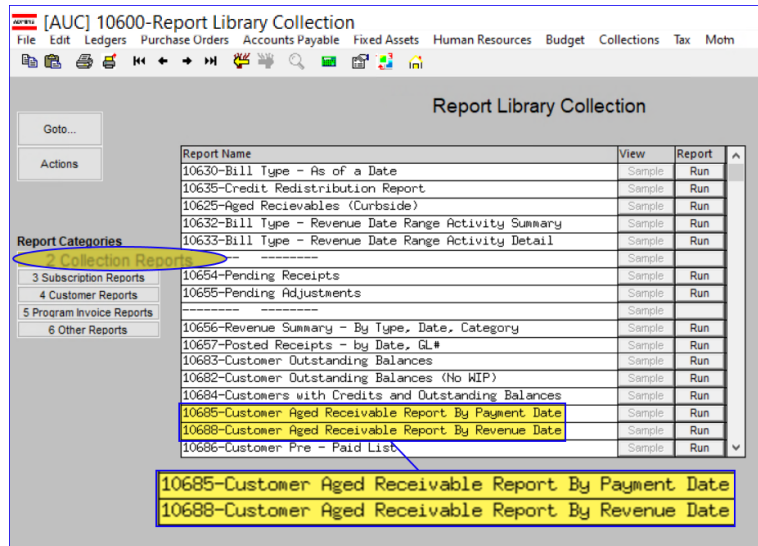 [AUC] 10600-Report Library Collection
File Edit Ledgers Purchase Orders Accounts Payable Fixed Assets Human Resources Budget Collections Tax Motm
Report Library Collection
Goto...
Actions
Report Name View Report
10630-Bill Type - As of a Date Sample Run
10635-Credit Redistribution Report Sample Run
10625-Aged Recievables (Curbside) Sample Run
10632-Bill Type - Revenue Date Range Activity Summary Sample Run
Report Categories
10633-Bill Type - Revenue Date Range Activity Detail Sample Run
2 Collection Reports
-------- Sample
3 Subscription Reports
10654-Pending Receipts Sample Run
4 Customer Reports
10655-Pending Adjustments Sample Run
5 Program Invoice Reports
-------- -------- Sample
6 Other Reports
10656-Revenue Summary - By Type, Date, Category Sample Run
10657-Posted Receipts - by Date, GL# Sample Run
10683-Customer Outstanding Balances Sample Run
10682-Customer Outstanding Balances (No WIP) Sample Run
10684-Customers with Credits and Outstanding Balances Sample Run
10685-Customer Aged Receivable Report By Payment Date Sample Run
10688-Customer Aged Receivable Report By Revenue Date Sample Run
10686-Customer Pre - Paid List Sample Run
10685-Customer Aged Receivable Report By Payment Date
10688-Customer Aged Receivable Report By Revenue Date